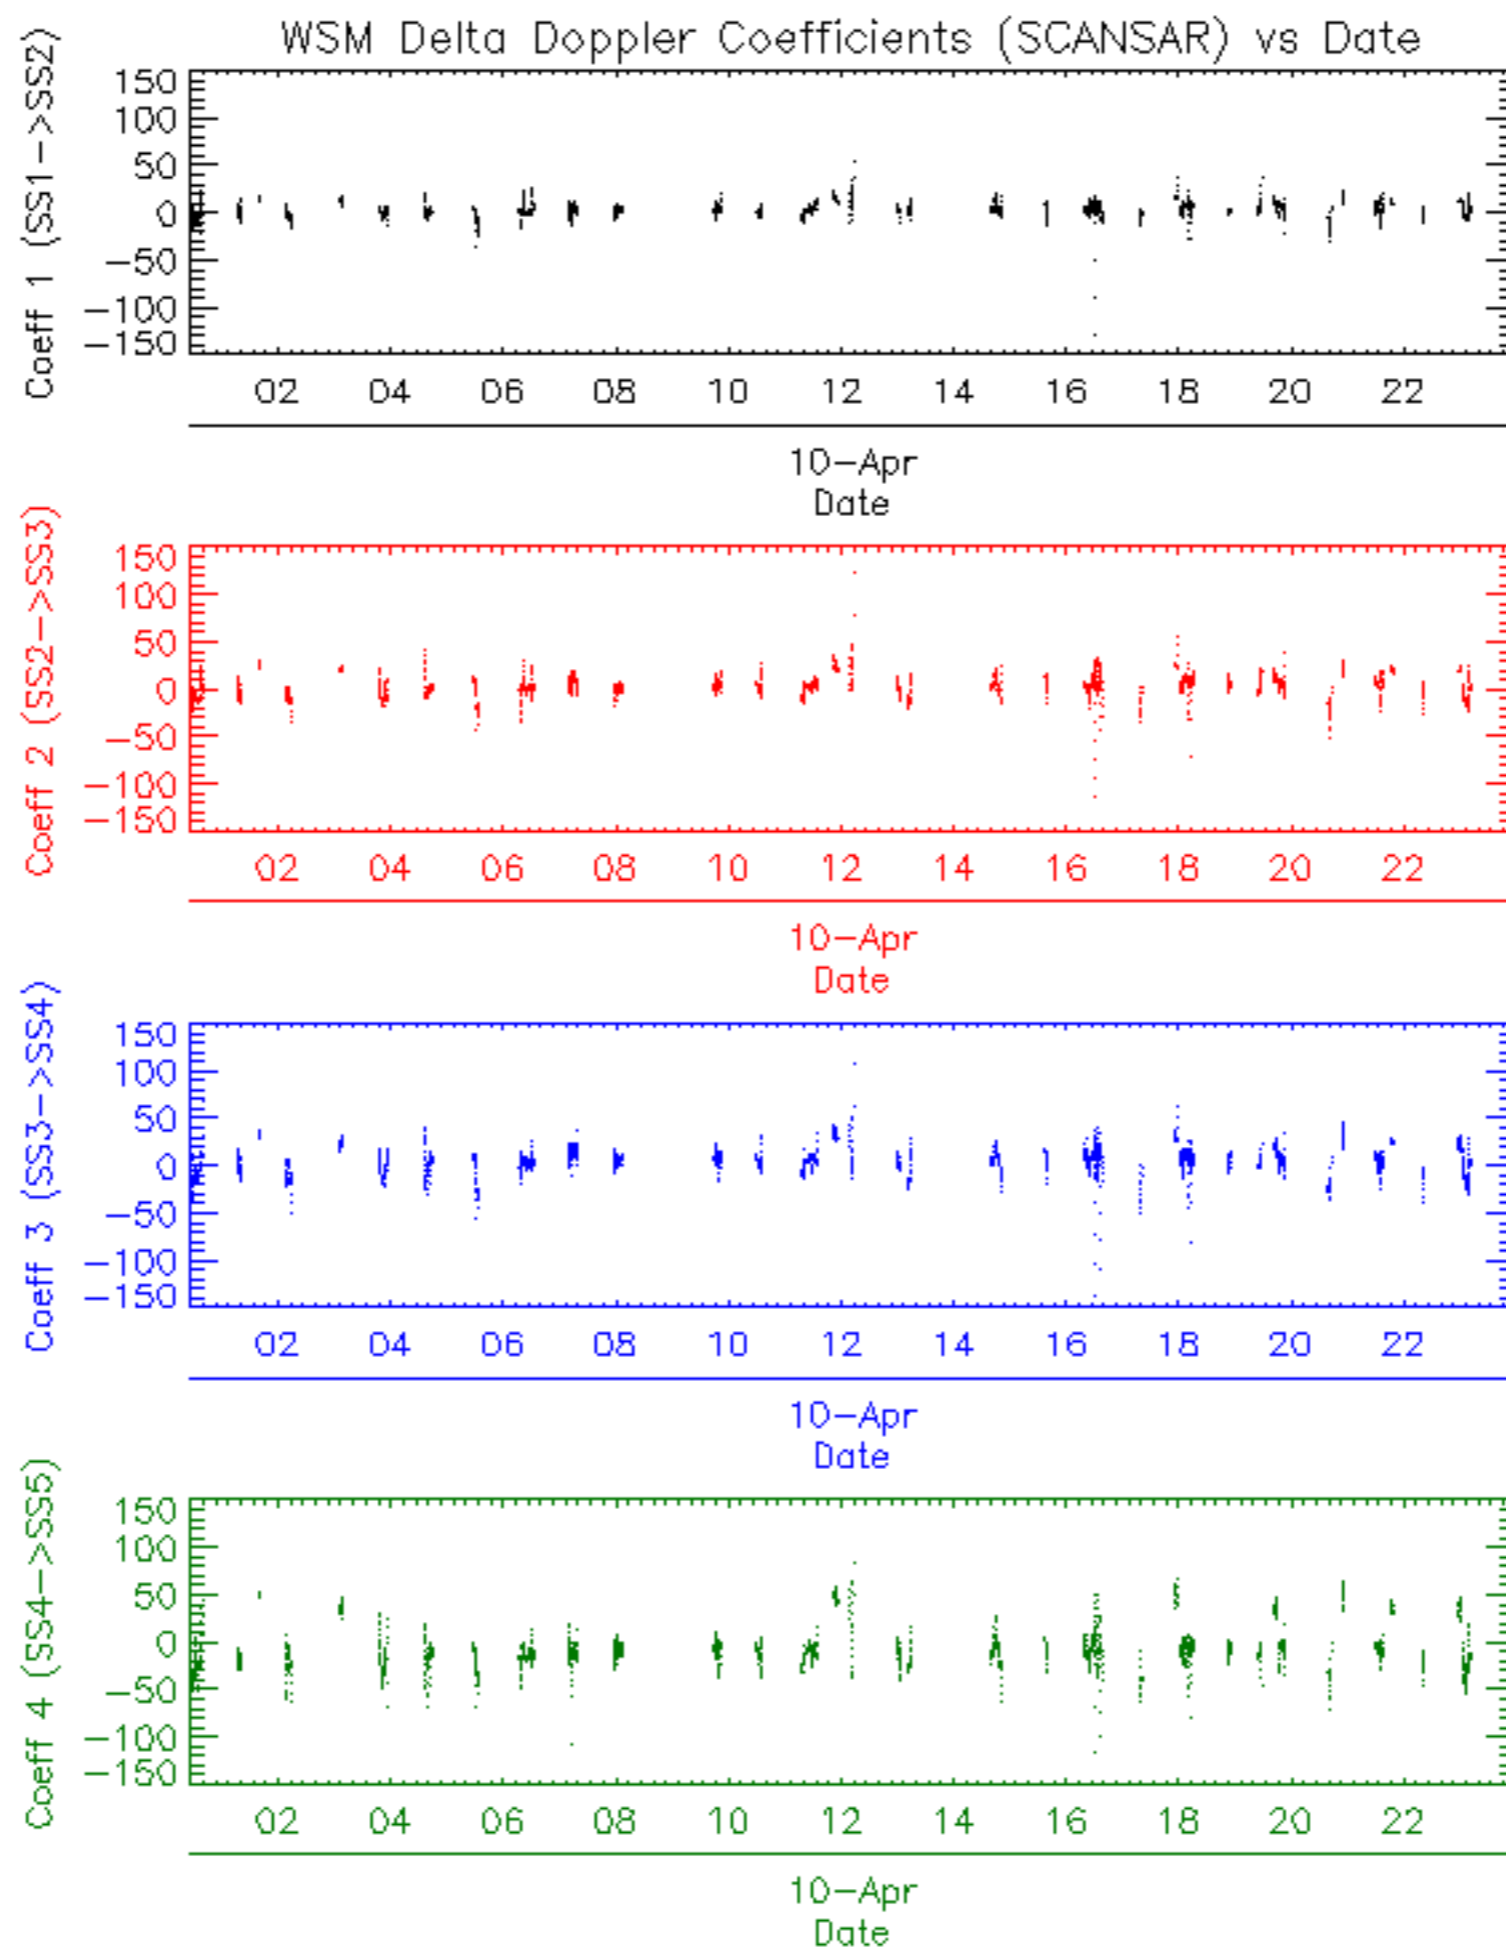 WSM Delta Doppler Coefficients (SCANSAR) vs Date
Coeff 1 (SS1->SS2)
150
100
50
0
-50
-100
-150
02 04 06 08 10 12 14 16 18 20 22
10-Apr
Date
Coeff 2 (SS2->SS3)
150
100
50
0
-50
-100
-150
02 04 06 08 10 12 14 16 18 20 22
10-Apr
Date
Coeff 3 (SS3->SS4)
150
100
50
0
-50
-100
-150
02 04 06 08 10 12 14 16 18 20 22
10-Apr
Date
Coeff 4 (SS4->SS5)
150
100
50
0
-50
-100
-150
02 04 06 08 10 12 14 16 18 20 22
10-Apr
Date